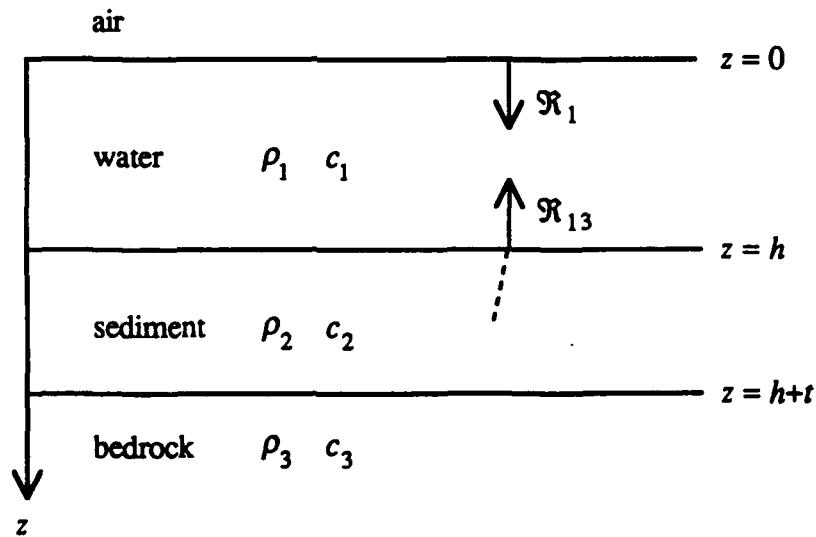 air
z = 0
ℜ₁
water ρ₁ c₁
ℜ₁₃
z = h
sediment ρ₂ c₂
z = h+t
bedrock ρ₃ c₃
z